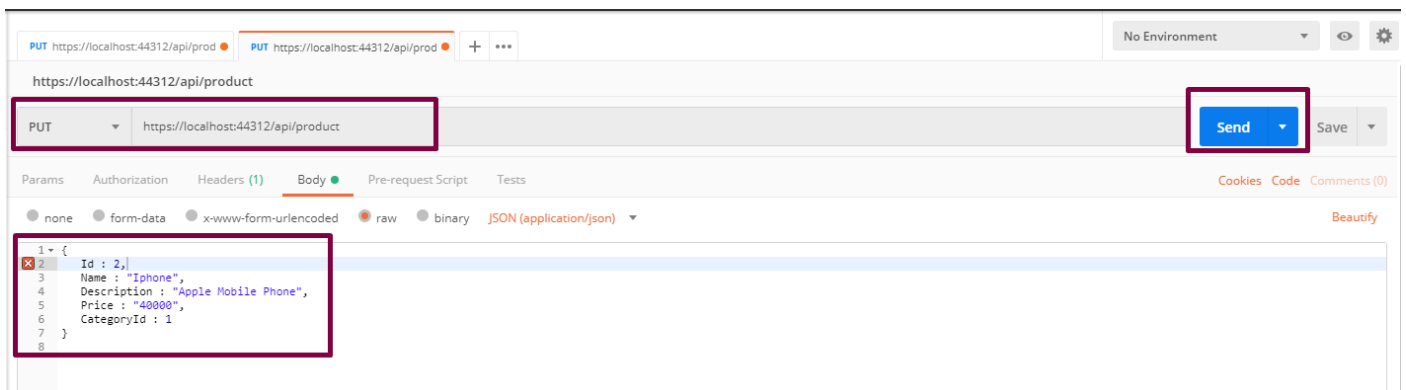 PUT https://localhost:44312/api/prod PUT https://localhost:44312/api/prod + ••• No Environment
https://localhost:44312/api/product
PUT https://localhost:44312/api/product Send Save
Params Authorization Headers (1) Body Pre-request Script Tests Cookies Code Comments (0)
none form-data x-www-form-urlencoded raw binary JSON (application/json) Beautify
1 {
2 Id : 2,
3 Name : "Iphone",
4 Description : "Apple Mobile Phone",
5 Price : "40000",
6 CategoryId : 1
7 }
8